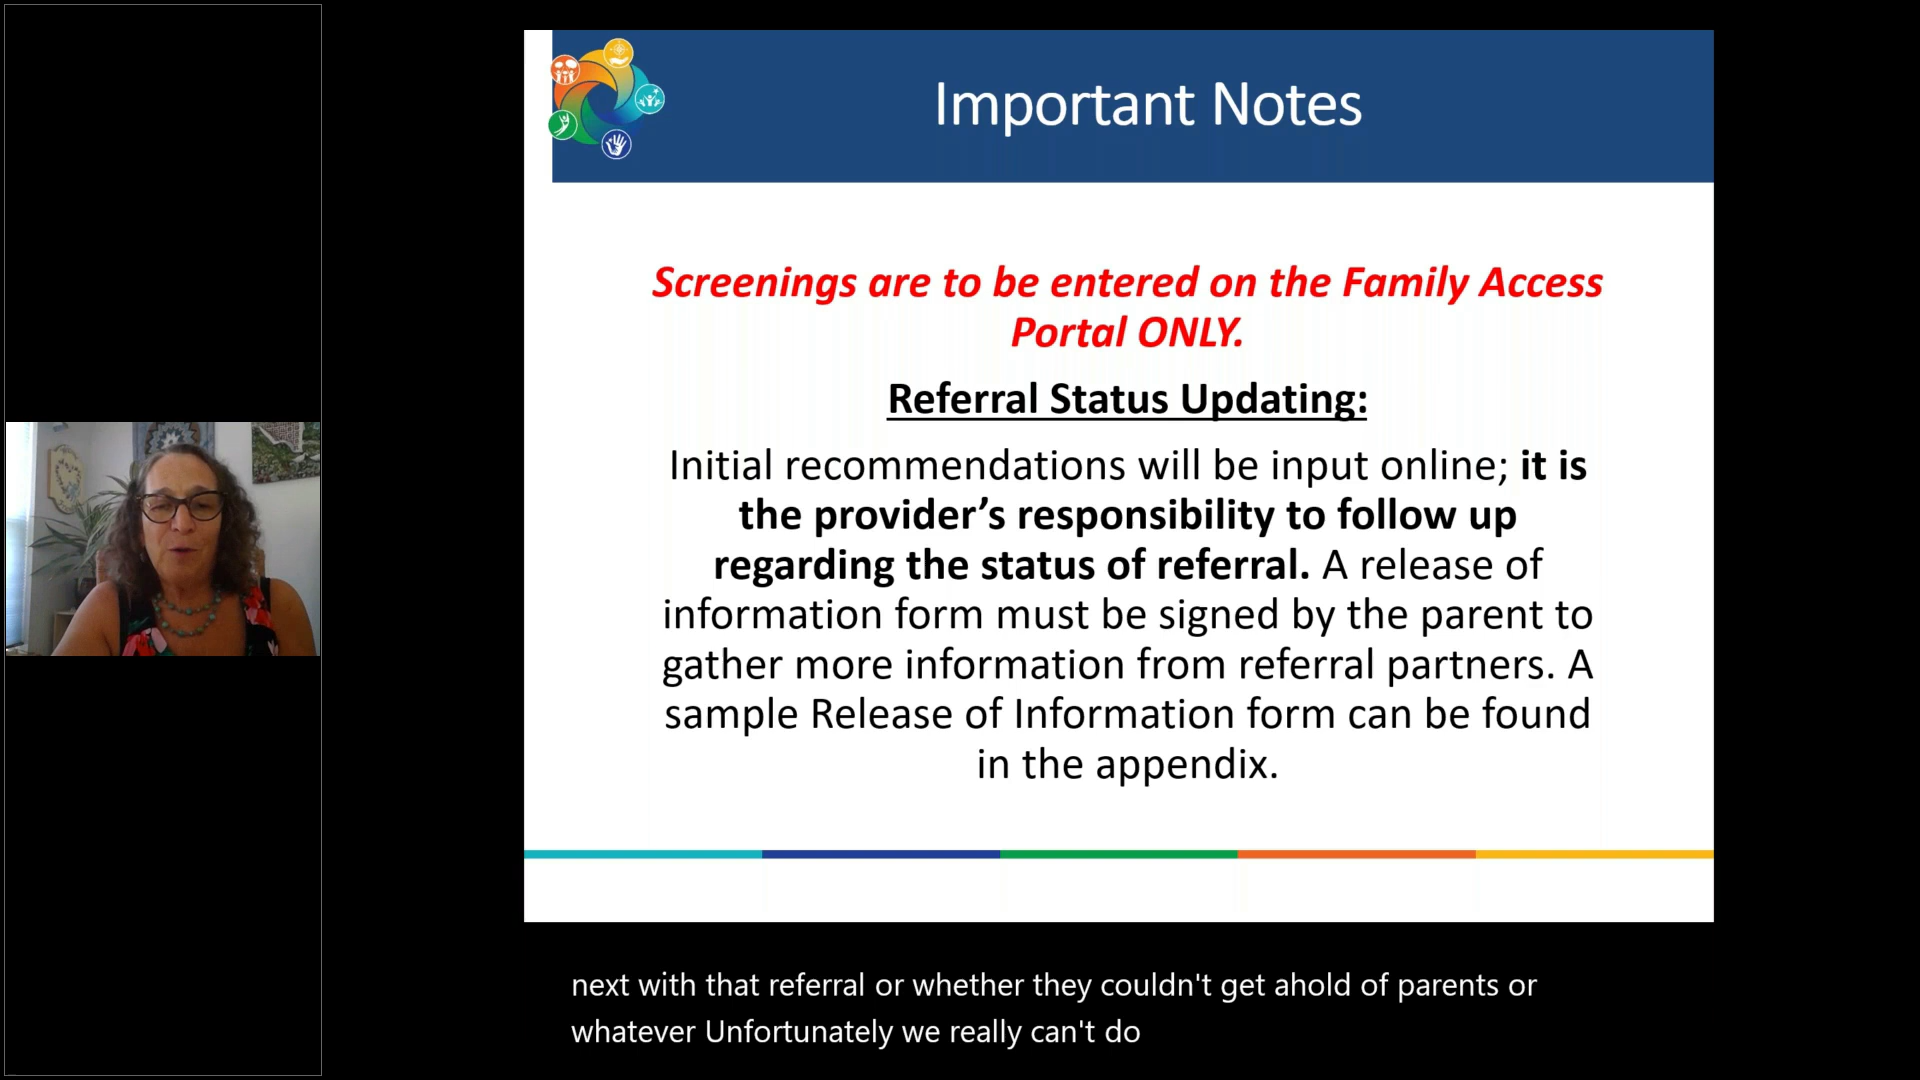 Important Notes
Screenings are to be entered on the Family Access
Portal ONLY.
Referral Status Updating:
Initial recommendations will be input online; it is
the provider’s responsibility to follow up
regarding the status of referral. A release of
information form must be signed by the parent to
gather more information from referral partners. A
sample Release of Information form can be found
in the appendix.
next with that referral or whether they couldn't get ahold of parents or
whatever Unfortunately we really can't do